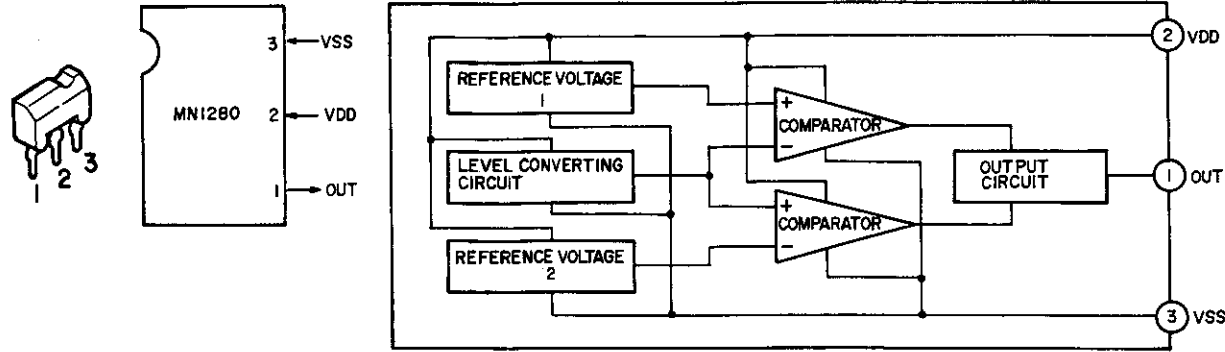 1
2
3
MN1280
3
VSS
2
VDD
1
OUT
REFERENCE VOLTAGE
1
LEVEL CONVERTING
CIRCUIT
REFERENCE VOLTAGE
2
+
COMPARATOR
−
+
COMPARATOR
−
OUTPUT
CIRCUIT
2 VDD
1 OUT
3 VSS